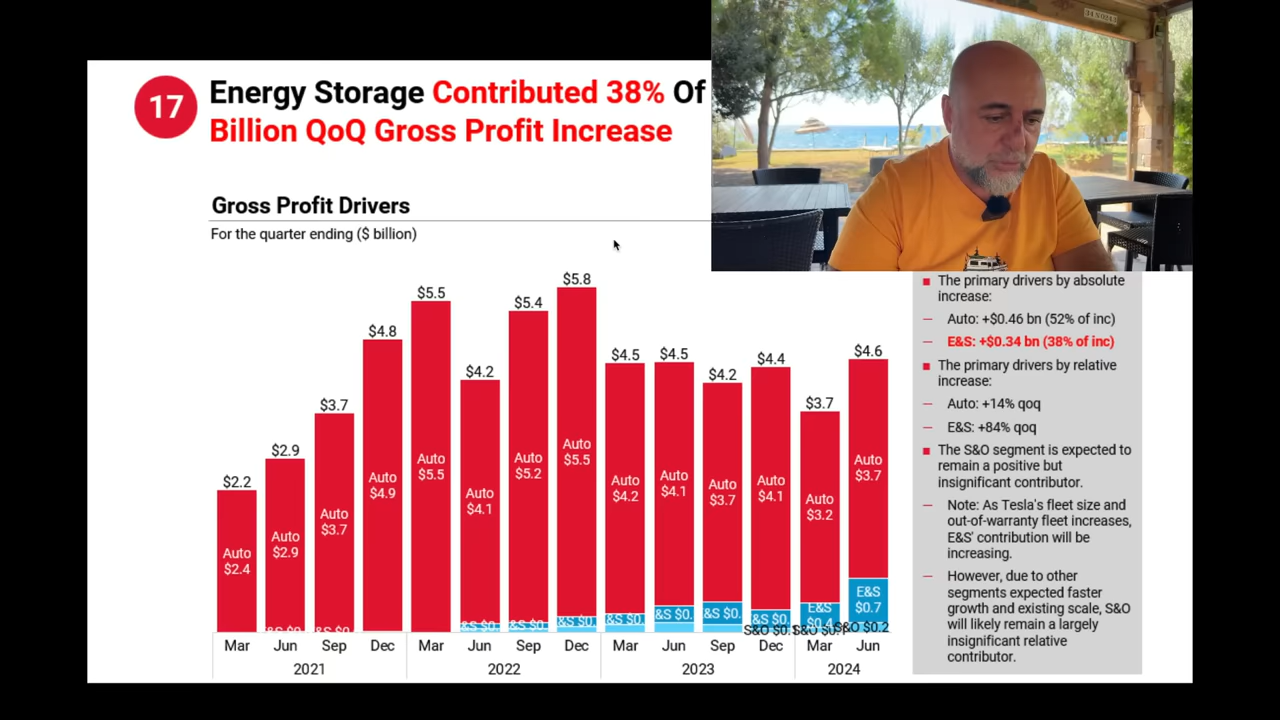 17
Energy Storage Contributed 38% Of
Billion QoQ Gross Profit Increase
Gross Profit Drivers
For the quarter ending ($ billion)
$2.2
$2.9
$3.7
$4.8
$5.5
$4.2
$5.4
$5.8
$4.5
$4.5
$4.2
$4.4
$3.7
$4.6
Auto
$2.4
Auto
$2.9
Auto
$3.7
Auto
$4.9
Auto
$5.5
Auto
$4.1
Auto
$5.2
Auto
$5.5
Auto
$4.2
Auto
$4.1
Auto
$3.7
Auto
$4.1
Auto
$3.2
Auto
$3.7
E&S
$0.4
E&S
$0.7
S&O $0.2
Mar Jun Sep Dec Mar Jun Sep Dec Mar Jun Sep Dec Mar Jun
2021 2022 2023 2024
The primary drivers by absolute
increase:
— Auto: +$0.46 bn (52% of inc)
— E&S: +$0.34 bn (38% of inc)
The primary drivers by relative
increase:
— Auto: +14% qoq
— E&S: +84% qoq
The S&O segment is expected to
remain a positive but
insignificant contributor.
— Note: As Tesla's fleet size and
out-of-warranty fleet increases,
E&S' contribution will be
increasing.
— However, due to other
segments expected faster
growth and existing scale, S&O
will likely remain a largely
insignificant relative
contributor.